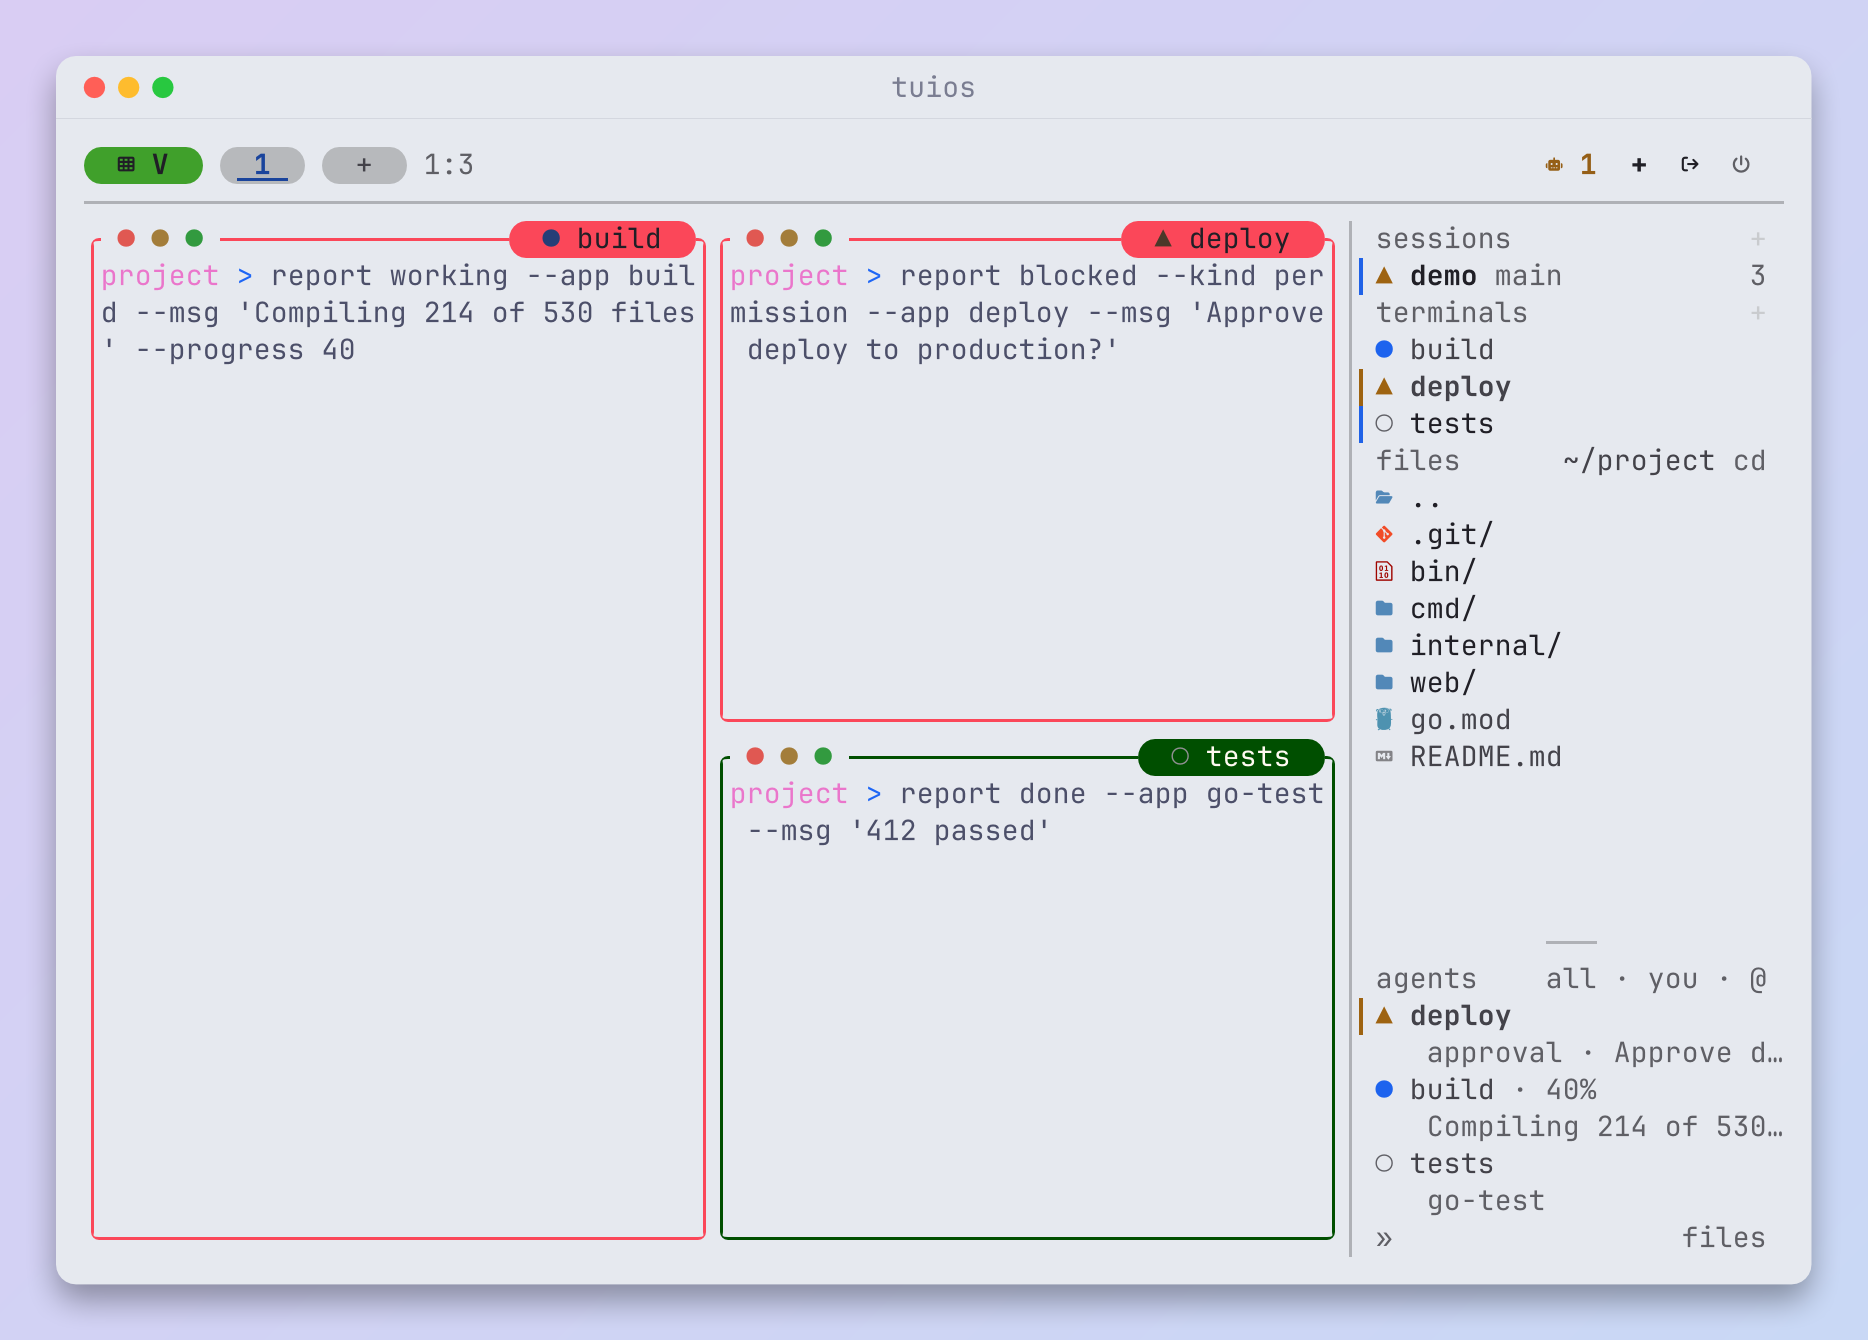 tuios
V 1 + 1:3
1 +
build
project > report working --app buil
d --msg 'Compiling 214 of 530 files
' --progress 40
deploy
project > report blocked --kind per
mission --app deploy --msg 'Approve
deploy to production?'
tests
project > report done --app go-test
--msg '412 passed'
sessions +
demo main 3
terminals +
build
deploy
tests
files ~/project cd
..
.git/
bin/
cmd/
internal/
web/
go.mod
README.md
agents all · you · @
deploy
approval · Approve d…
build · 40%
Compiling 214 of 530…
tests
go-test
» files